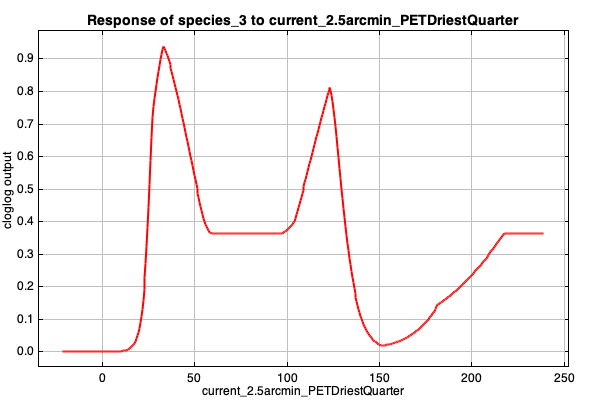 Response of species_3 to current_2.5arcmin_PETDriestQuarter
cloglog output
0.9
0.8
0.7
0.6
0.5
0.4
0.3
0.2
0.1
0.0
0 50 100 150 200 250
current_2.5arcmin_PETDriestQuarter